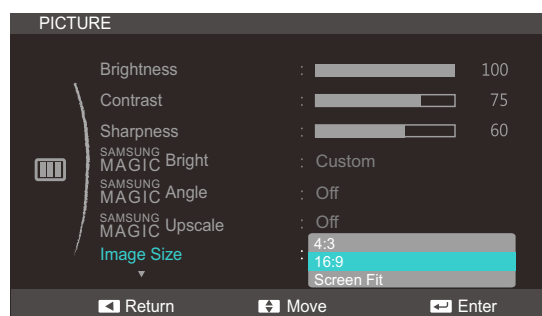 PICTURE
Brightness : 100
Contrast : 75
Sharpness : 60
SAMSUNG MAGIC Bright : Custom
SAMSUNG MAGIC Angle : Off
SAMSUNG MAGIC Upscale : Off
Image Size :
4:3
16:9
Screen Fit
Return Move Enter